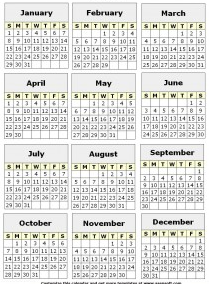 January
S M T W T F S
1 2 3 4 5 6 7
8 9 10 11 12 13 14
15 16 17 18 19 20 21
22 23 24 25 26 27 28
29 30 31
February
S M T W T F S
1 2 3 4
5 6 7 8 9 10 11
12 13 14 15 16 17 18
19 20 21 22 23 24 25
26 27 28 29
March
S M T W T F S
1 2 3
4 5 6 7 8 9 10
11 12 13 14 15 16 17
18 19 20 21 22 23 24
25 26 27 28 29 30 31
April
S M T W T F S
1 2 3 4 5 6 7
8 9 10 11 12 13 14
15 16 17 18 19 20 21
22 23 24 25 26 27 28
29 30
May
S M T W T F S
1 2 3 4 5
6 7 8 9 10 11 12
13 14 15 16 17 18 19
20 21 22 23 24 25 26
27 28 29 30 31
June
S M T W T F S
1 2
3 4 5 6 7 8 9
10 11 12 13 14 15 16
17 18 19 20 21 22 23
24 25 26 27 28 29 30
July
S M T W T F S
1 2 3 4 5 6 7
8 9 10 11 12 13 14
15 16 17 18 19 20 21
22 23 24 25 26 27 28
29 30 31
August
S M T W T F S
1 2 3 4
5 6 7 8 9 10 11
12 13 14 15 16 17 18
19 20 21 22 23 24 25
26 27 28 29 30 31
September
S M T W T F S
1
2 3 4 5 6 7 8
9 10 11 12 13 14 15
16 17 18 19 20 21 22
23 24 25 26 27 28 29
30
October
S M T W T F S
1 2 3 4 5 6
7 8 9 10 11 12 13
14 15 16 17 18 19 20
21 22 23 24 25 26 27
28 29 30 31
November
S M T W T F S
1 2 3
4 5 6 7 8 9 10
11 12 13 14 15 16 17
18 19 20 21 22 23 24
25 26 27 28 29 30
December
S M T W T F S
1
2 3 4 5 6 7 8
9 10 11 12 13 14 15
16 17 18 19 20 21 22
23 24 25 26 27 28 29
30 31
Customize this calendar and get more templates at